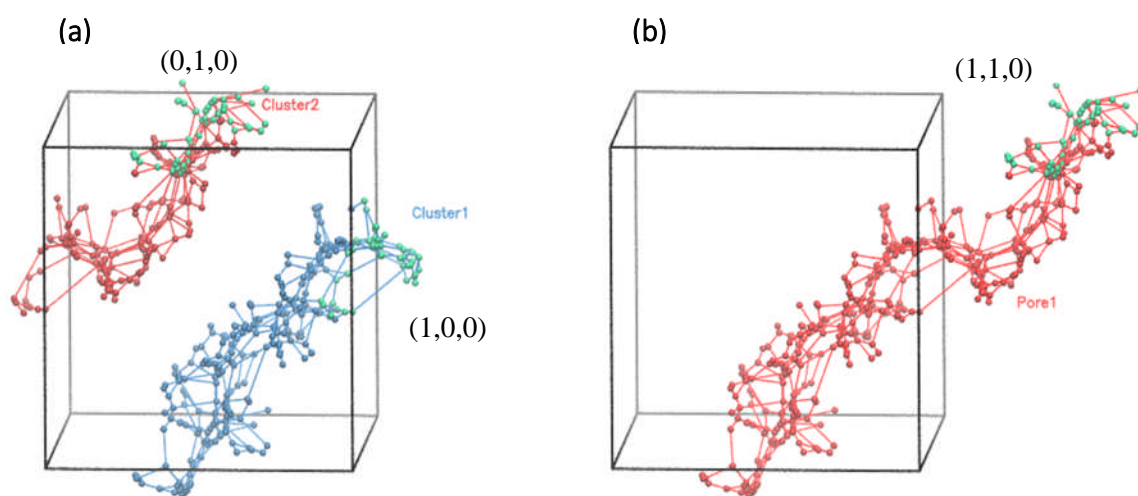 (a)
(b)
(0,1,0)
(1,1,0)
Cluster2
Cluster1
Pore1
(1,0,0)